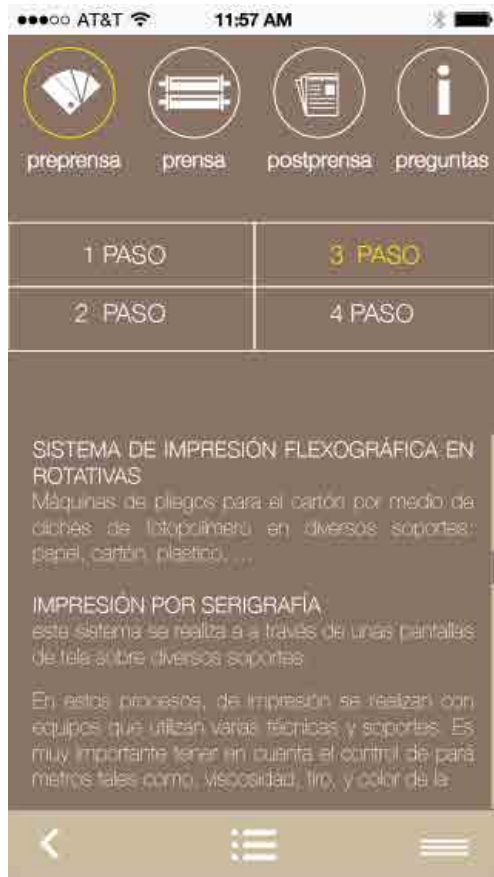 AT&T 11:57 AM
preprensa prensa postprensa preguntas
1 PASO 3 PASO
2 PASO 4 PASO
SISTEMA DE IMPRESIÓN FLEXOGRÁFICA EN
ROTATIVAS
Máquinas de pliegos para el cartón por medio de
clichés de fotopolímero en diversos soportes:
papel, cartón, plastico, ...
IMPRESIÓN POR SERIGRAFÍA
este sistema se realiza a a través de unas pantallas
de tela sobre diversos soportes
En estos procesos, de impresión se realizan con
equipos que utilizan varias técnicas y soportes. Es
muy importante tener en cuenta el control de pará
metros tales como, viscosidad, tiro, y color de la